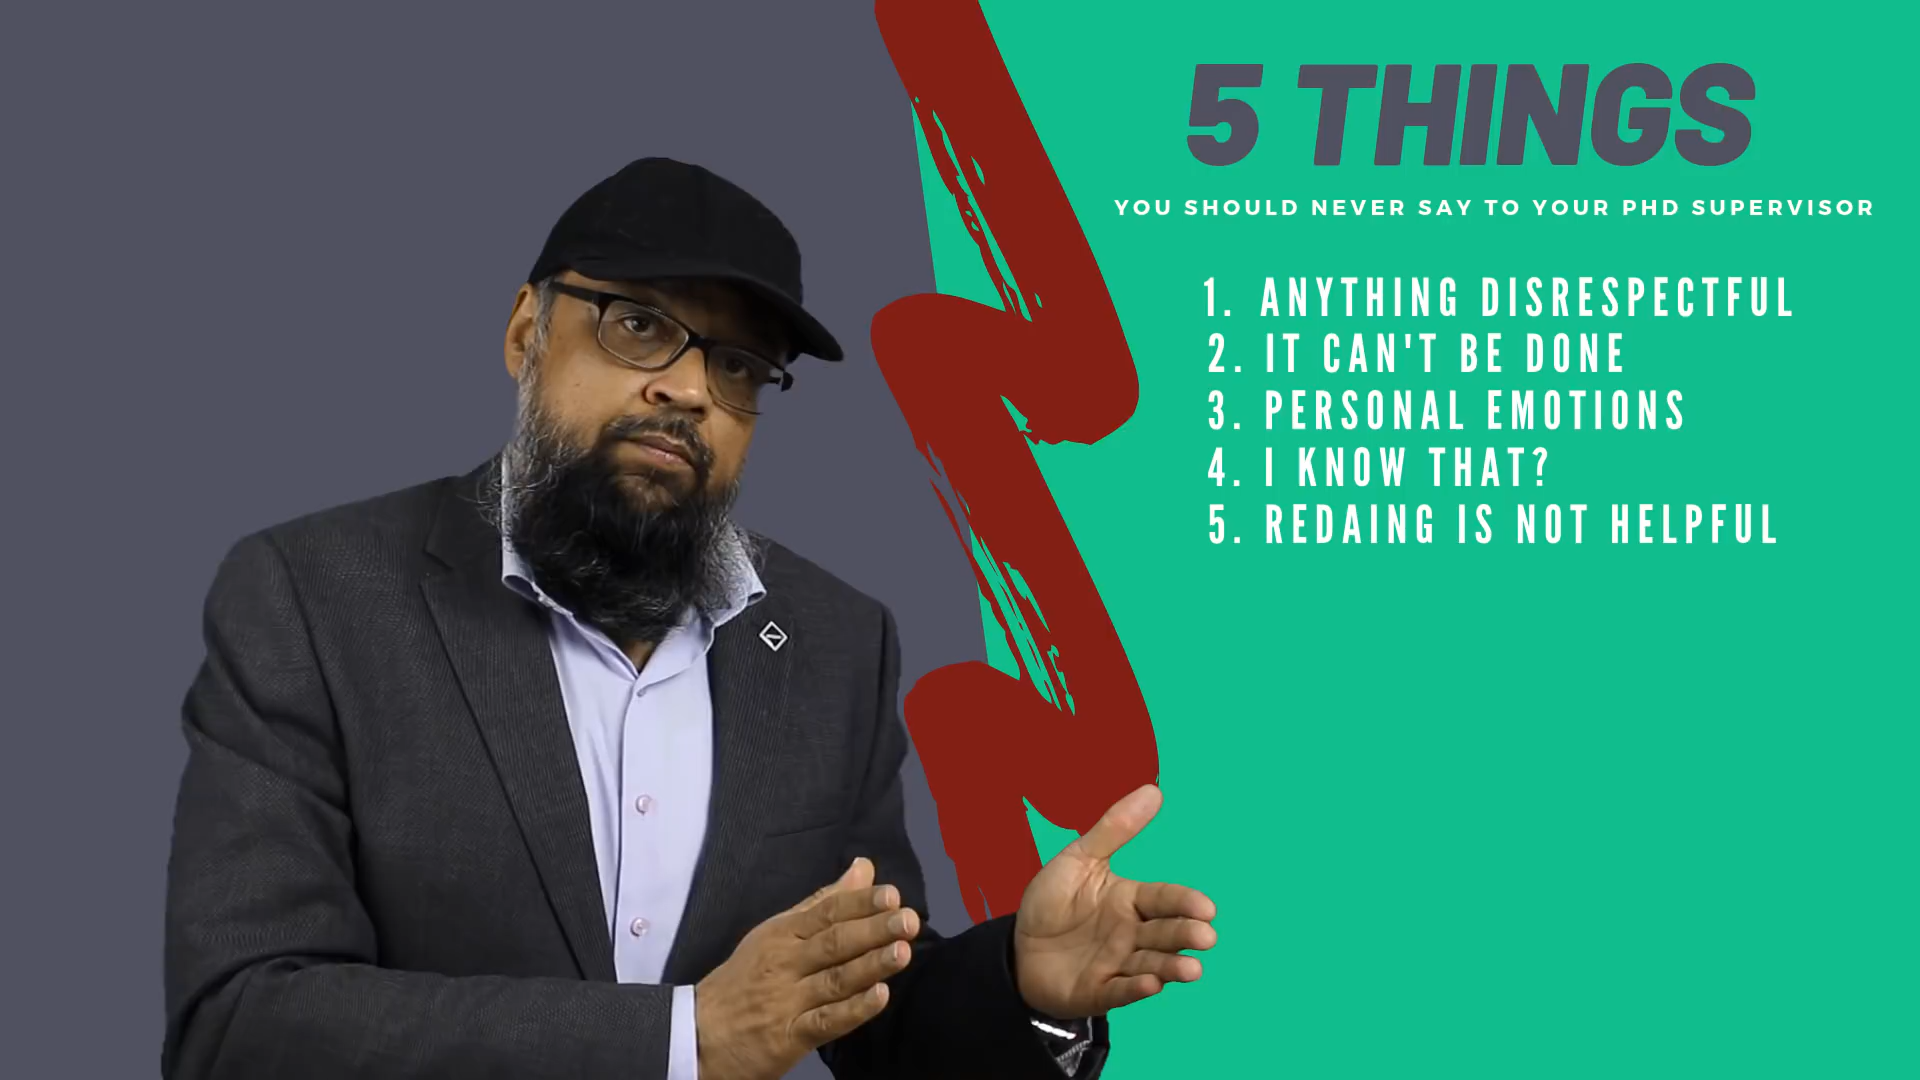 5 THINGS
YOU SHOULD NEVER SAY TO YOUR PHD SUPERVISOR
1. ANYTHING DISRESPECTFUL
2. IT CAN'T BE DONE
3. PERSONAL EMOTIONS
4. I KNOW THAT?
5. REDAING IS NOT HELPFUL